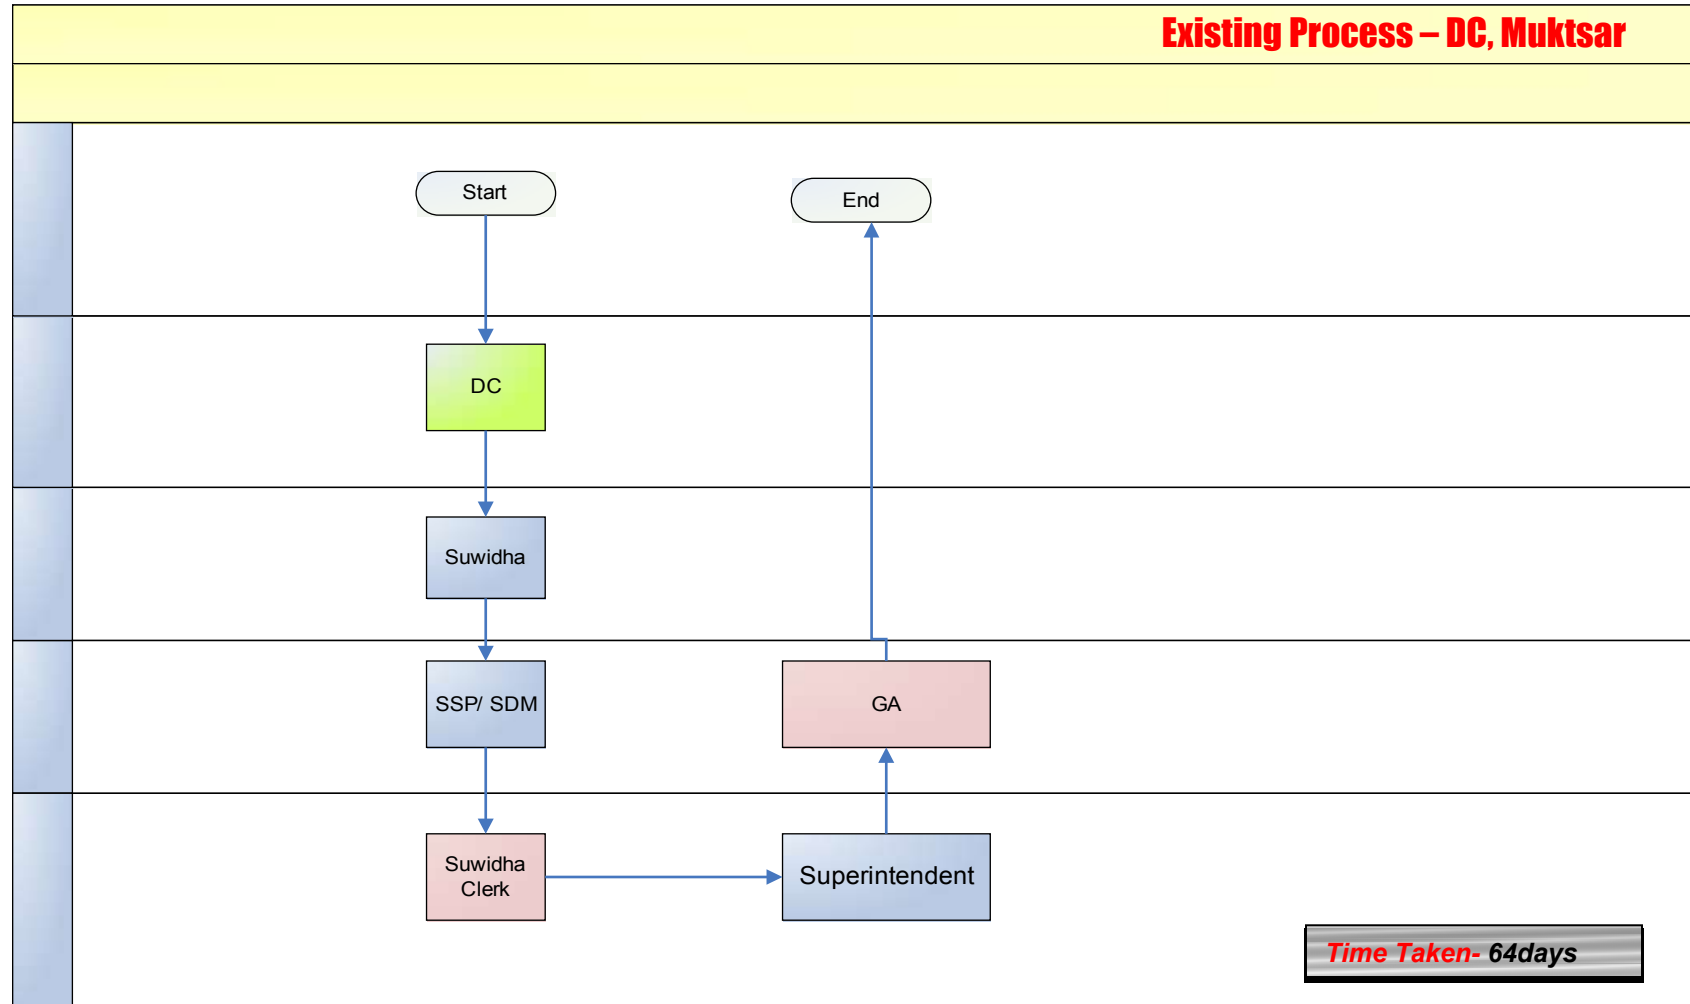 Existing Process – DC, Muktsar
Start
End
DC
Suwidha
SSP/ SDM
GA
Suwidha
Clerk
Superintendent
Time Taken- 64days